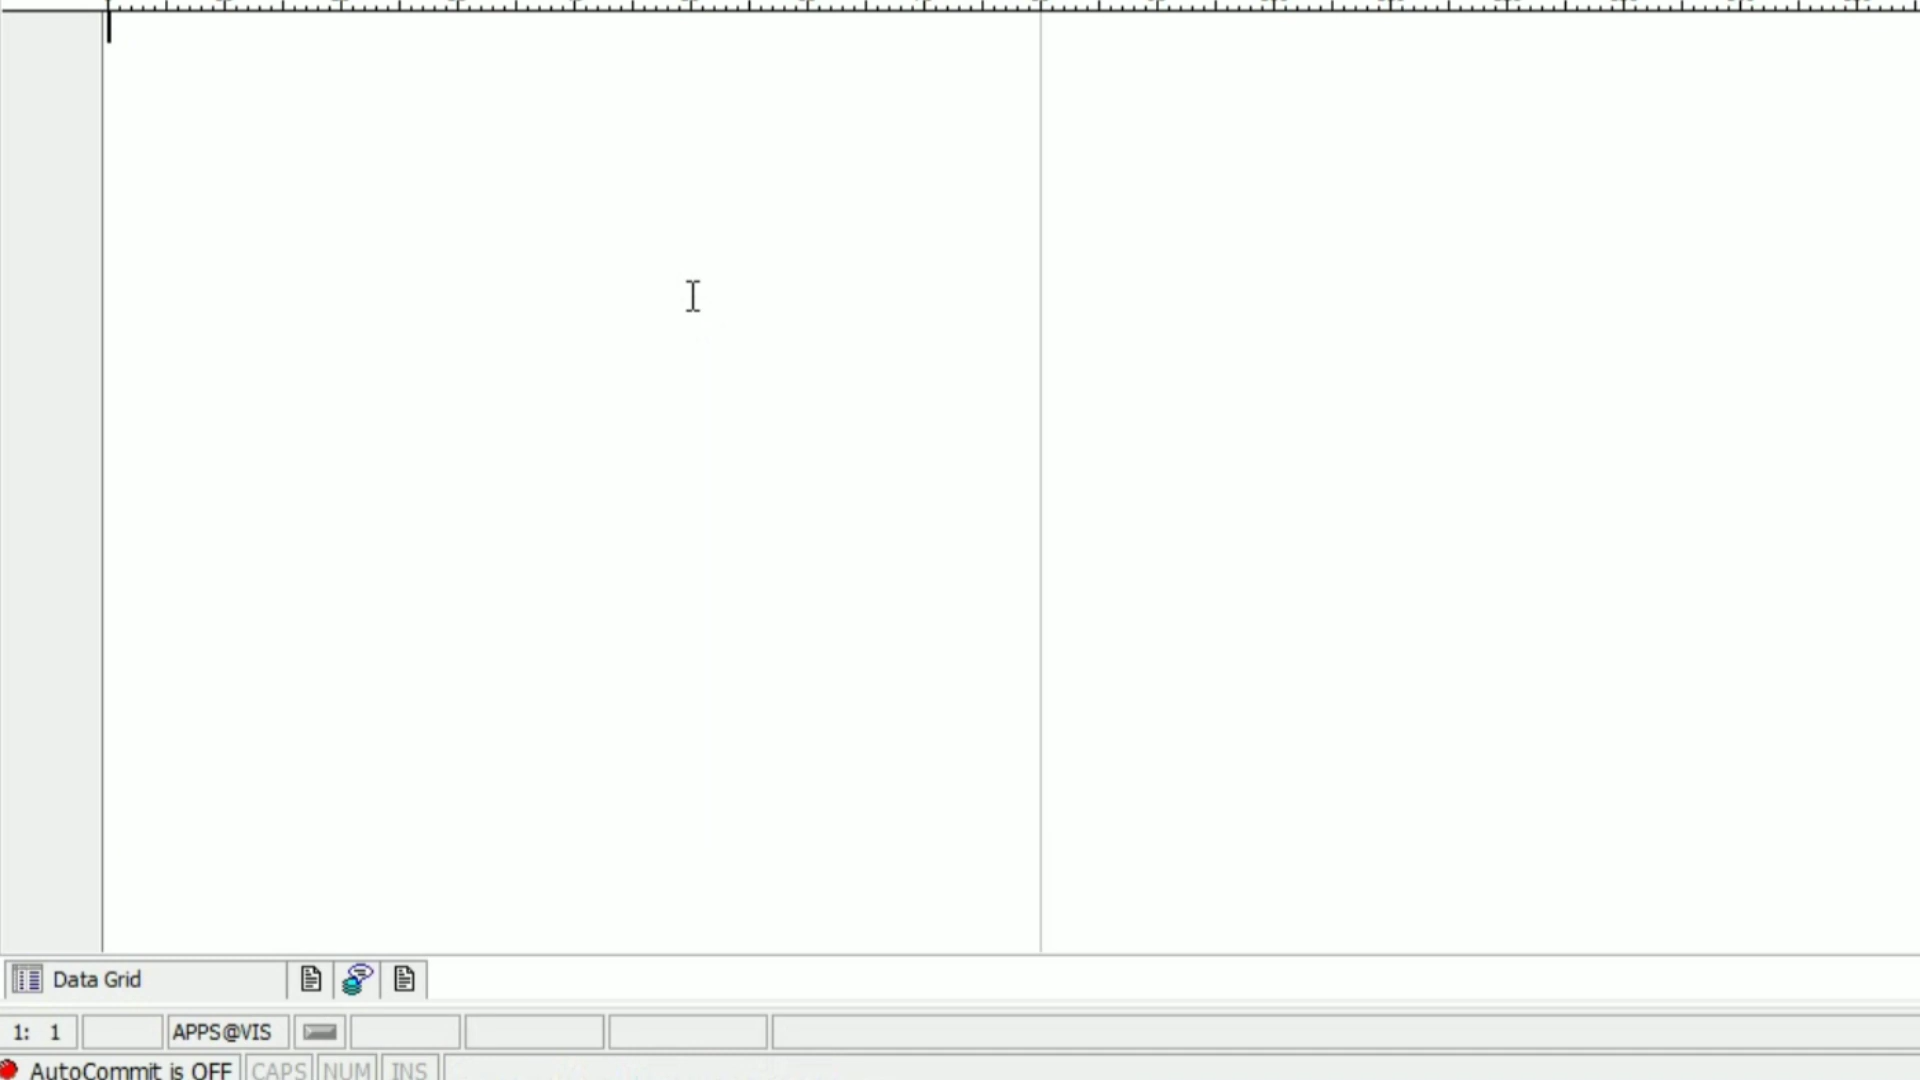 Data Grid
1: 1
APPS@VIS
AutoCommit is OFF
CAPS
NUM
INS